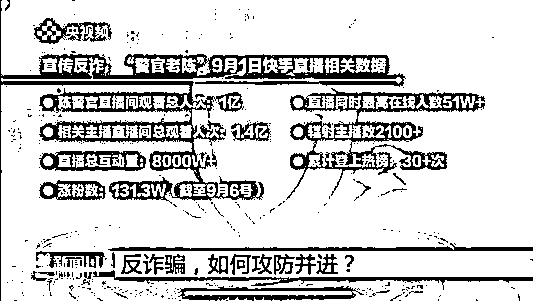 央视频
宣传反诈：“警官老陈”9月1日快手直播相关数据
陈警官直播间观看总人次：1亿
直播同时最高在线人数51W+
相关主播直播间总观看人次：1.4亿
辐射主播数2100+
直播总互动量：8000W+
累计登上热榜：30+次
涨粉数：131.3W（截至9月6号）
新闻周刊
反诈骗，如何攻防并进？